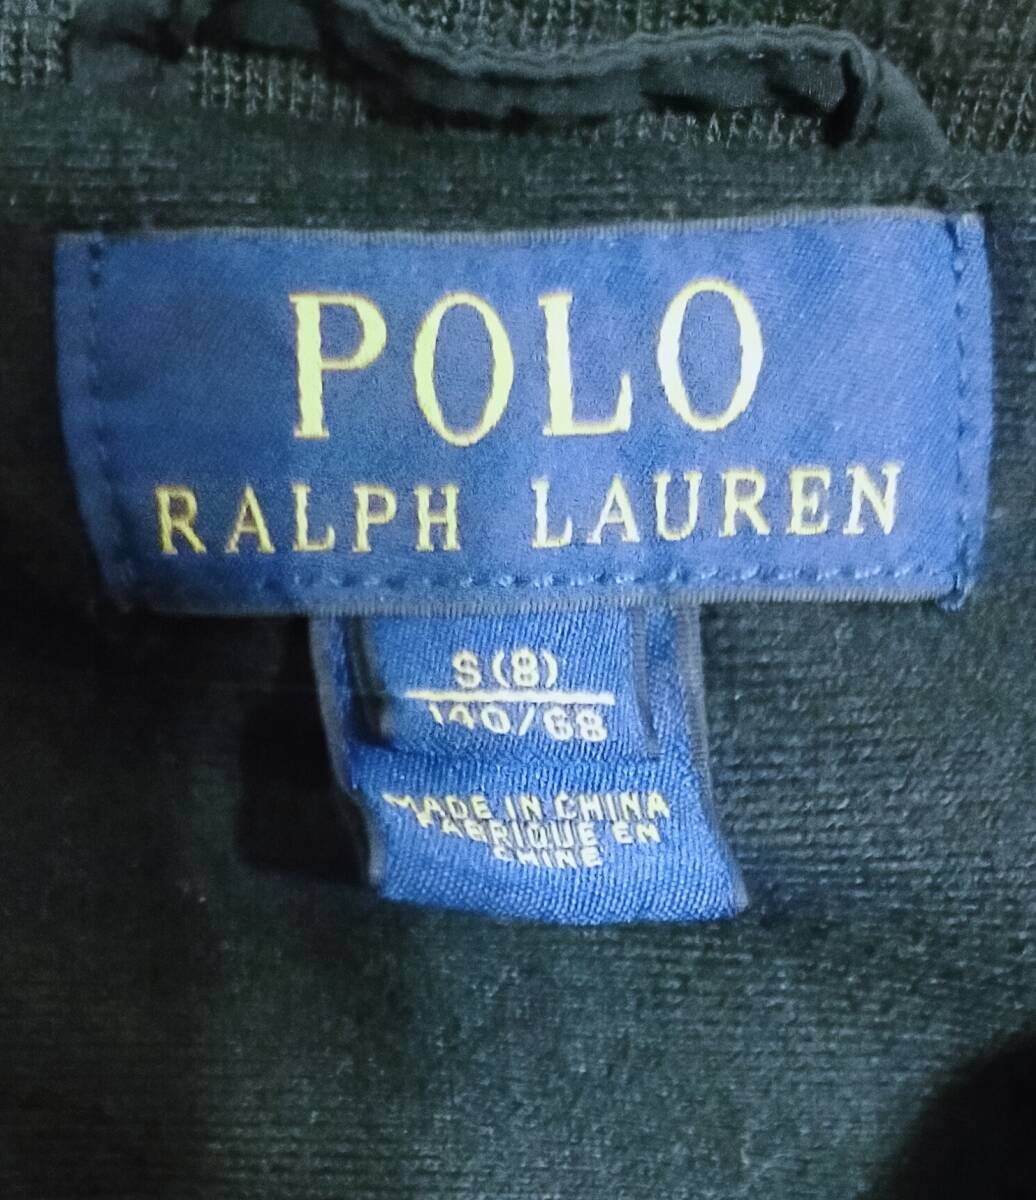 POLO
RALPH LAUREN
S (8)
140/68
MADE IN CHINA
FABRIQUE EN
CHINE